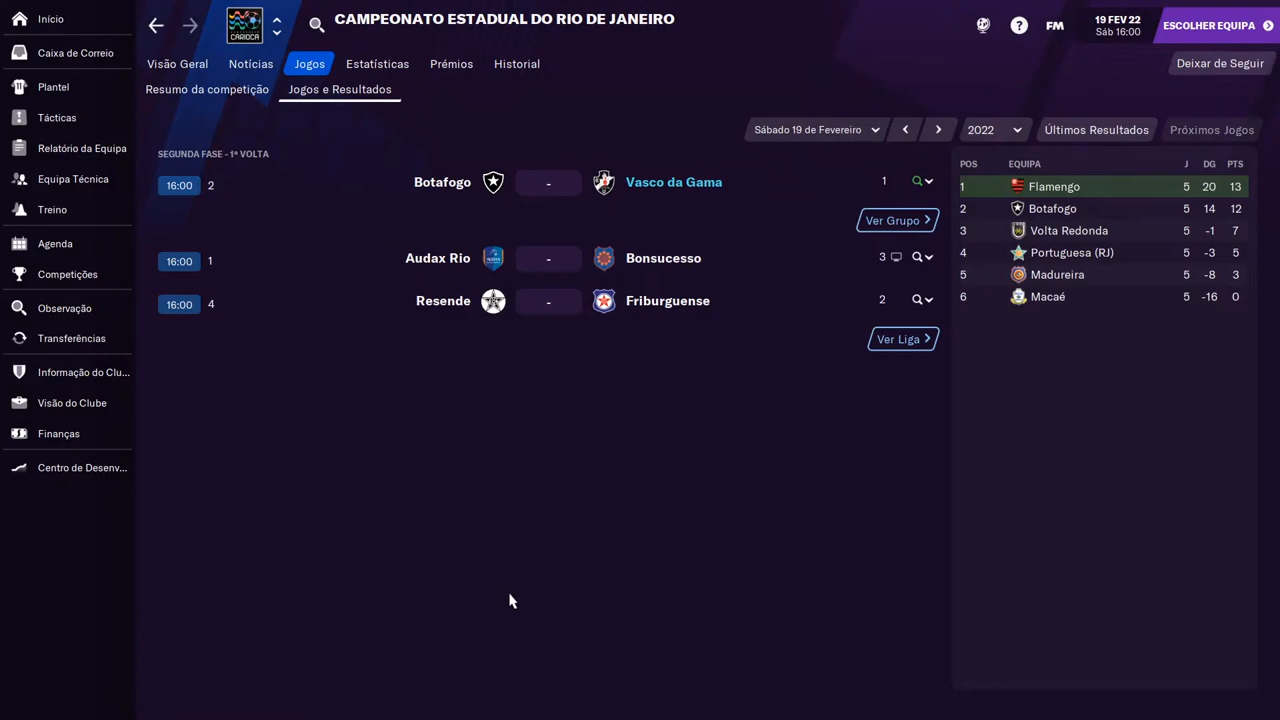 Início
Caixa de Correio
Plantel
Tácticas
Relatório da Equipa
Equipa Técnica
Treino
Agenda
Competições
Observação
Transferências
Informação do Clu...
Visão do Clube
Finanças
Centro de Desenv...
CARIOCA
CAMPEONATO ESTADUAL DO RIO DE JANEIRO
? FM
19 FEV 22
Sáb 16:00
ESCOLHER EQUIPA
Visão Geral Notícias Jogos Estatísticas Prémios Historial
Deixar de Seguir
Resumo da competição Jogos e Resultados
Sábado 19 de Fevereiro 2022 Últimos Resultados Próximos Jogos
SEGUNDA FASE - 1ª VOLTA
16:00 2 Botafogo - Vasco da Gama 1
Ver Grupo
16:00 1 Audax Rio - Bonsucesso 3
16:00 4 Resende - Friburguense 2
Ver Liga
POS EQUIPA J DG PTS
1 Flamengo 5 20 13
2 Botafogo 5 14 12
3 Volta Redonda 5 -1 7
4 Portuguesa (RJ) 5 -3 5
5 Madureira 5 -8 3
6 Macaé 5 -16 0